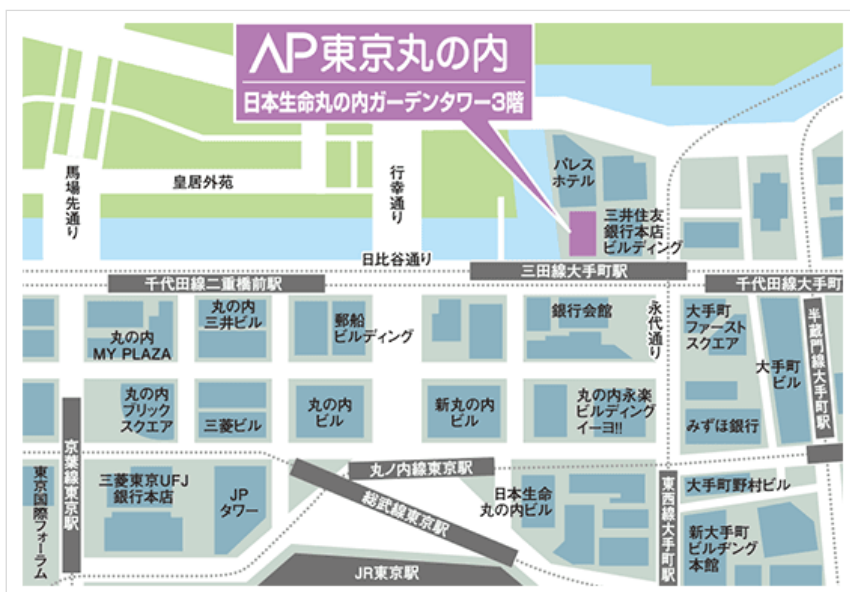 AP東京丸の内
日本生命丸の内ガーデンタワー3階
馬場先通り
皇居外苑
行幸通り
パレス
ホテル
三井住友
銀行本店
ビルディング
日比谷通り
三田線大手町駅
千代田線二重橋前駅
千代田線大手町
丸の内
MY PLAZA
丸の内
三井ビル
郵船
ビルディング
銀行会館
永代通り
大手町
ファースト
スクエア
大手町
ビル
半蔵門線大手町駅
丸の内
ブリック
スクエア
三菱ビル
丸の内
ビル
新丸の内
ビル
丸の内永楽
ビルディング
イーヨ!!
みずほ銀行
京葉線東京駅
東京国際フォーラム
三菱東京UFJ
銀行本店
JP
タワー
総武線東京駅
丸ノ内線東京駅
日本生命
丸の内ビル
東西線大手町駅
大手町野村ビル
新大手町
ビルヂング
本館
JR東京駅